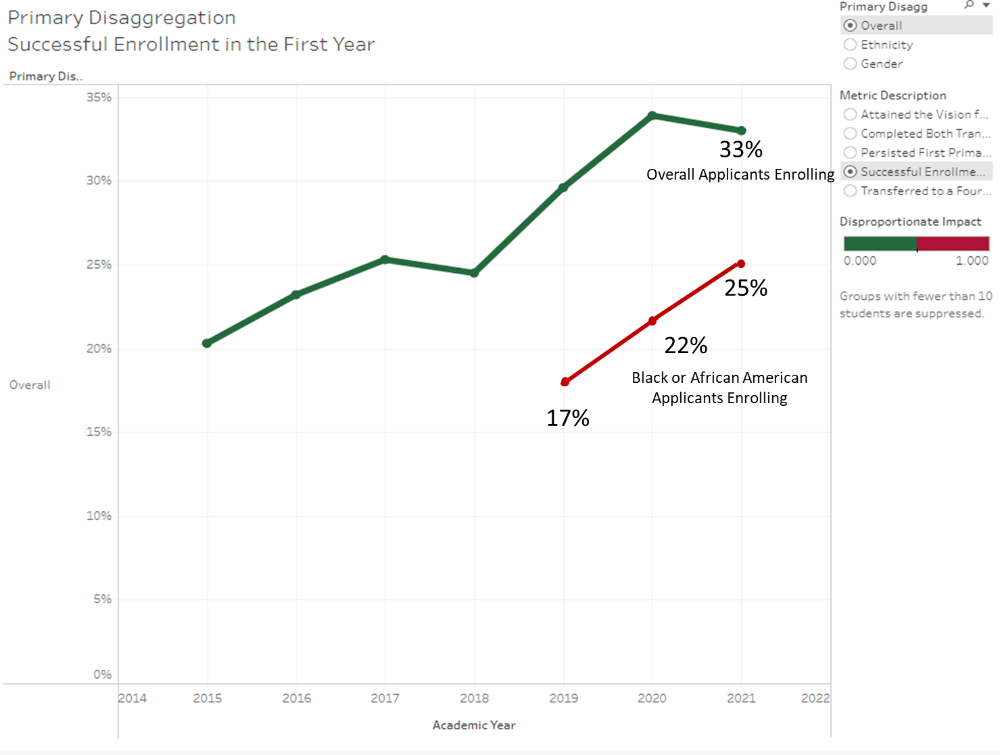 Primary Disaggregation
Successful Enrollment in the First Year
Primary Dis..
35%
30%
25%
20%
15%
10%
5%
0%
Overall
33%
Overall Applicants Enrolling
25%
22%
Black or African American
Applicants Enrolling
17%
2014 2015 2016 2017 2018 2019 2020 2021 2022
Academic Year
Primary Disagg
Overall
Ethnicity
Gender
Metric Description
Attained the Vision f...
Completed Both Tran...
Persisted First Prima...
Successful Enrollme...
Transferred to a Four...
Disproportionate Impact
0.000 1.000
Groups with fewer than 10
students are suppressed.